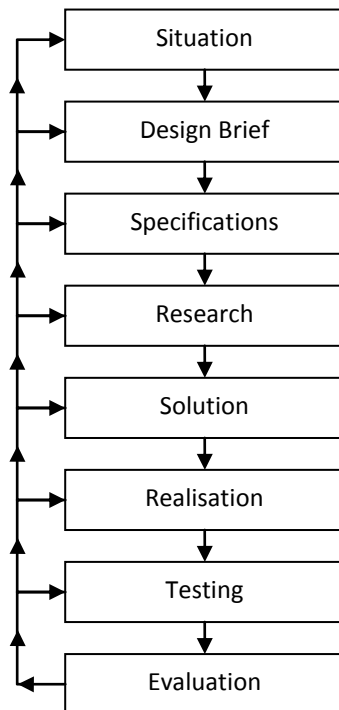 Situation
Design Brief
Specifications
Research
Solution
Realisation
Testing
Evaluation